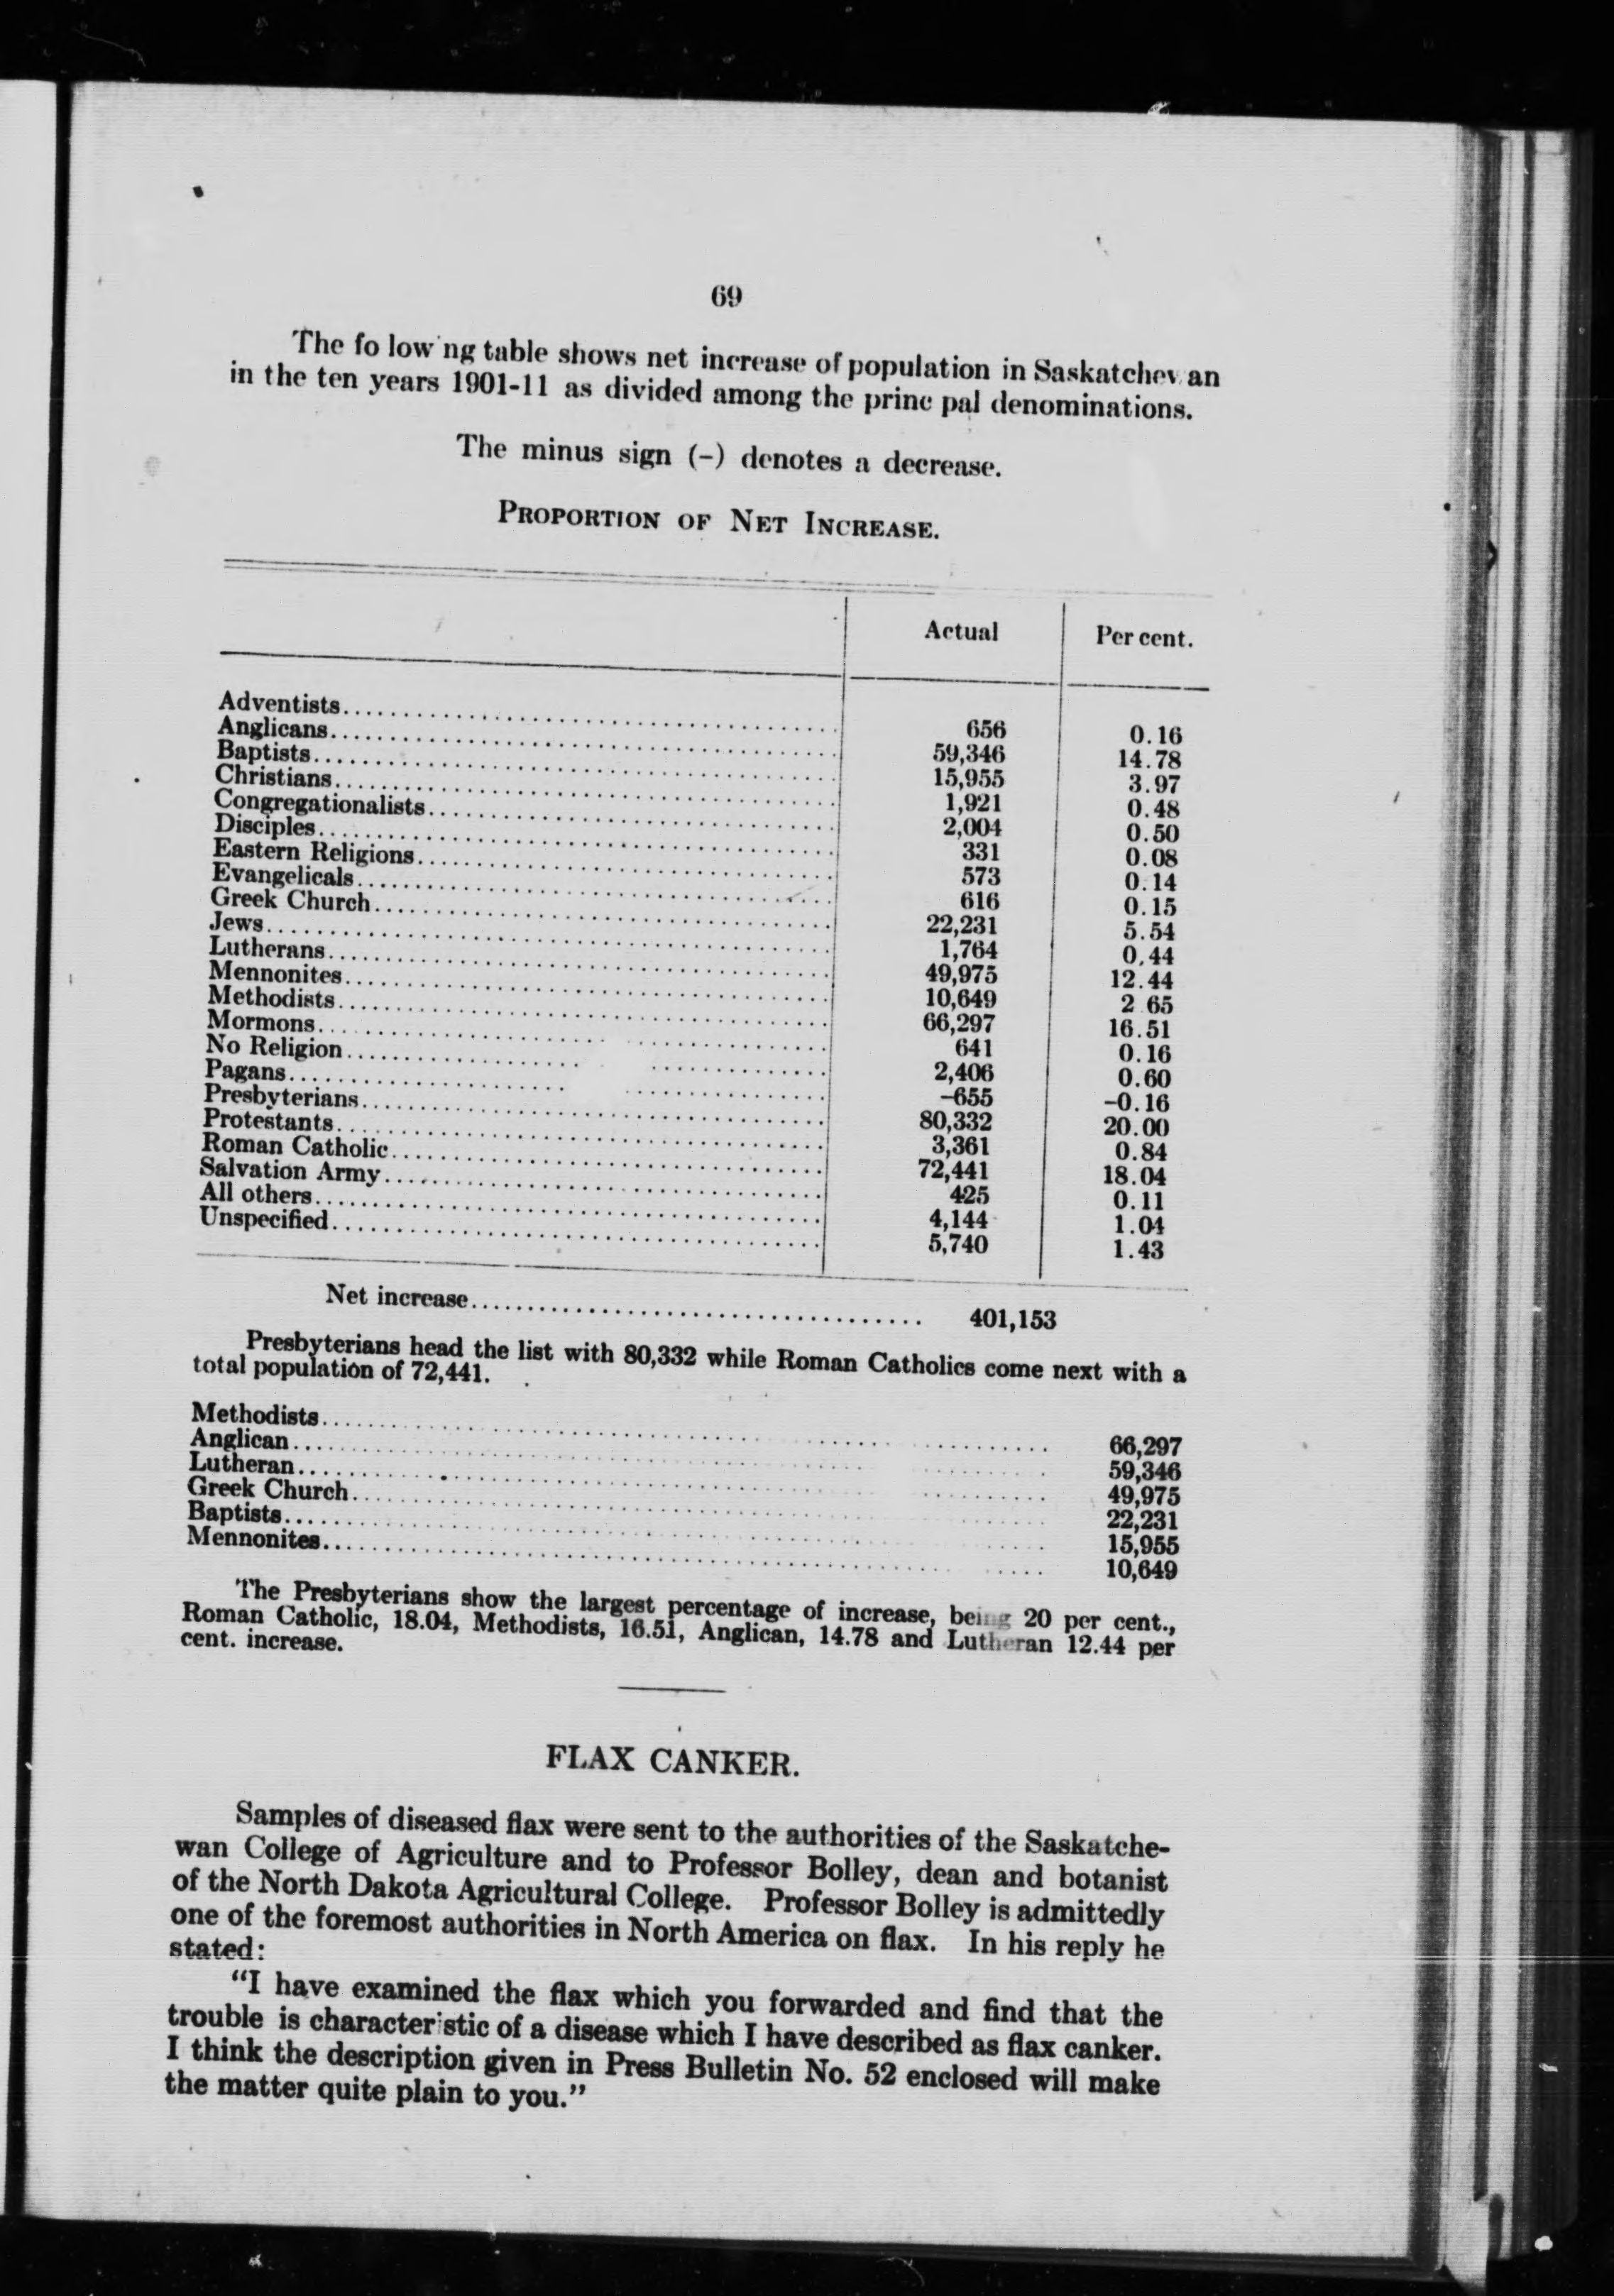 69
The fo low ng table shows net increase of population in Saskatchev an
in the ten years 1901-11 as divided among the princ pal denominations.
The minus sign (-) denotes a decrease.
PROPORTION OF NET INCREASE.
Actual Per cent.
Adventists 656 0.16
Anglicans 59,346 14.78
Baptists 15,955 3.97
Christians 1,921 0.48
Congregationalists 2,004 0.50
Disciples 331 0.08
Eastern Religions 573 0.14
Evangelicals 616 0.15
Greek Church 22,231 5.54
Jews 1,764 0.44
Lutherans 49,975 12.44
Mennonites 10,649 2 65
Methodists 66,297 16.51
Mormons 641 0.16
No Religion 2,406 0.60
Pagans -655 -0.16
Presbyterians 80,332 20.00
Protestants 3,361 0.84
Roman Catholic 72,441 18.04
Salvation Army 425 0.11
All others 4,144 1.04
Unspecified 5,740 1.43
Net increase 401,153
Presbyterians head the list with 80,332 while Roman Catholics come next with a
total population of 72,441.
Methodists 66,297
Anglican 59,346
Lutheran 49,975
Greek Church 22,231
Baptists 15,955
Mennonites 10,649
The Presbyterians show the largest percentage of increase, being 20 per cent.,
Roman Catholic, 18.04, Methodists, 16.51, Anglican, 14.78 and Lutheran 12.44 per
cent. increase.
FLAX CANKER.
Samples of diseased flax were sent to the authorities of the Saskatche-
wan College of Agriculture and to Professor Bolley, dean and botanist
of the North Dakota Agricultural College. Professor Bolley is admittedly
one of the foremost authorities in North America on flax. In his reply he
stated:
"I have examined the flax which you forwarded and find that the
trouble is characteristic of a disease which I have described as flax canker.
I think the description given in Press Bulletin No. 52 enclosed will make
the matter quite plain to you."